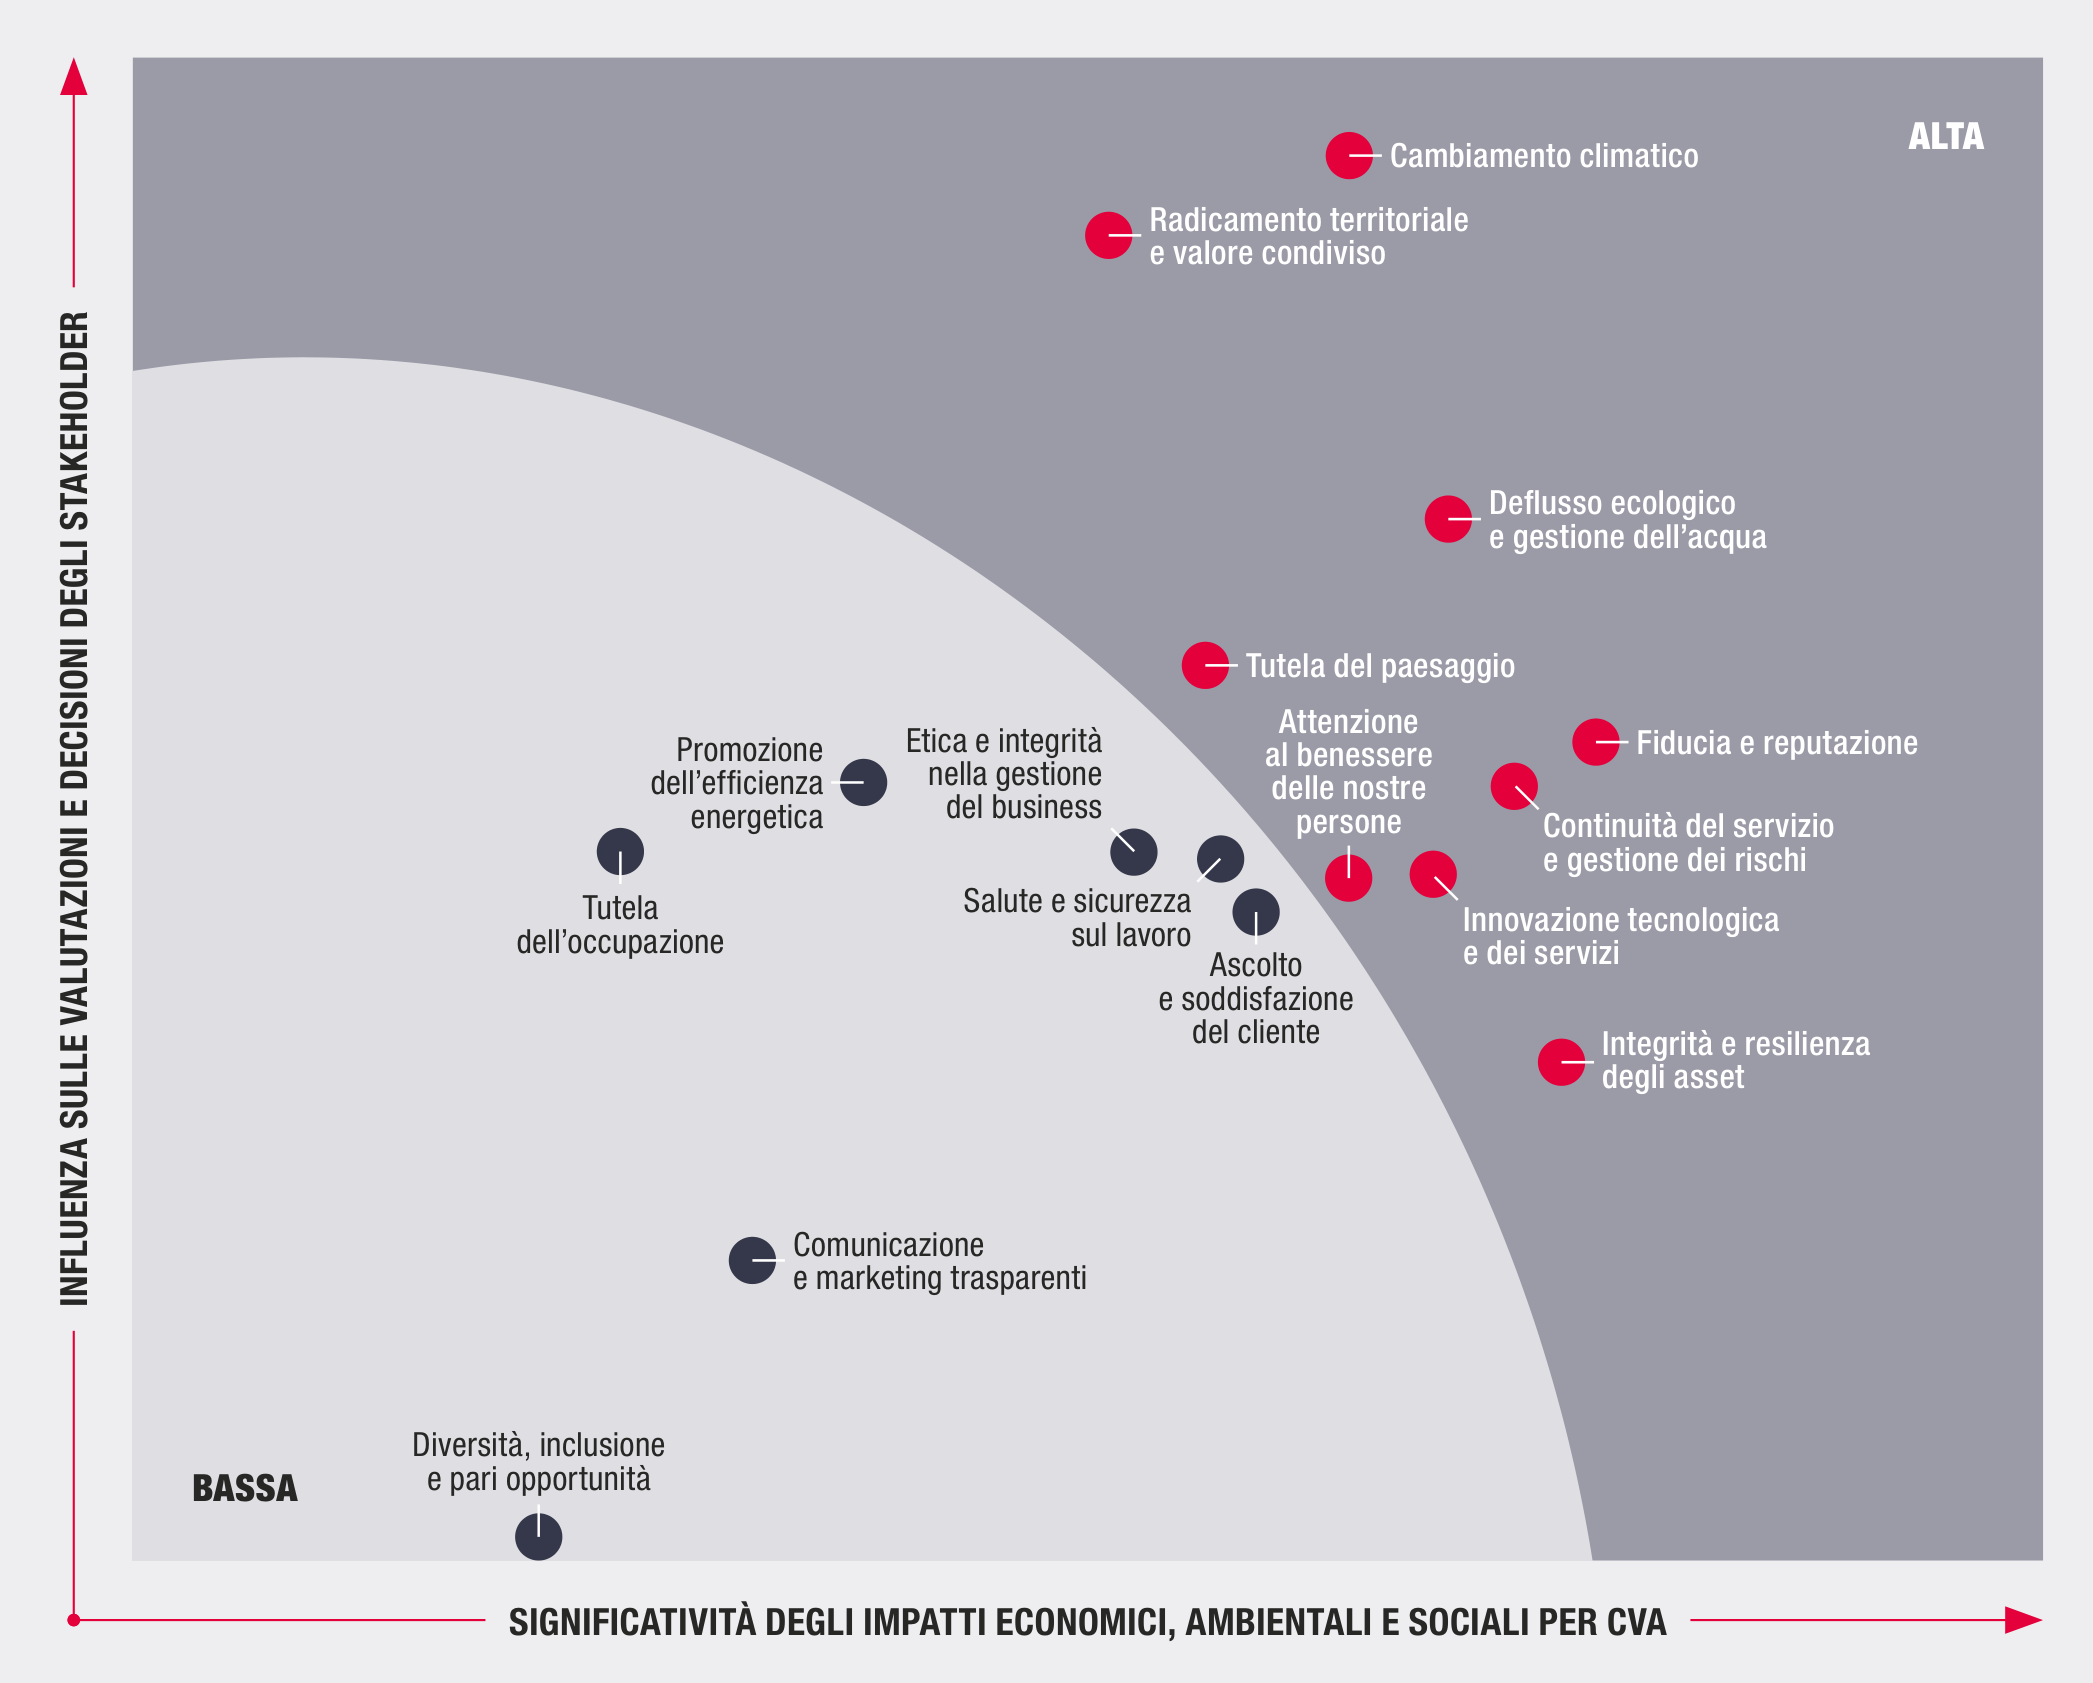 INFLUENZA SULLE VALUTAZIONI E DECISIONI DEGLI STAKEHOLDER
ALTA
Cambiamento climatico
Radicamento territoriale
e valore condiviso
Deflusso ecologico
e gestione dell’acqua
Tutela del paesaggio
Attenzione
al benessere
delle nostre
persone
Fiducia e reputazione
Continuità del servizio
e gestione dei rischi
Innovazione tecnologica
e dei servizi
Integrità e resilienza
degli asset
Promozione
dell’efficienza
energetica
Etica e integrità
nella gestione
del business
Tutela
dell’occupazione
Salute e sicurezza
sul lavoro
Ascolto
e soddisfazione
del cliente
Comunicazione
e marketing trasparenti
Diversità, inclusione
e pari opportunità
BASSA
SIGNIFICATIVITÀ DEGLI IMPATTI ECONOMICI, AMBIENTALI E SOCIALI PER CVA